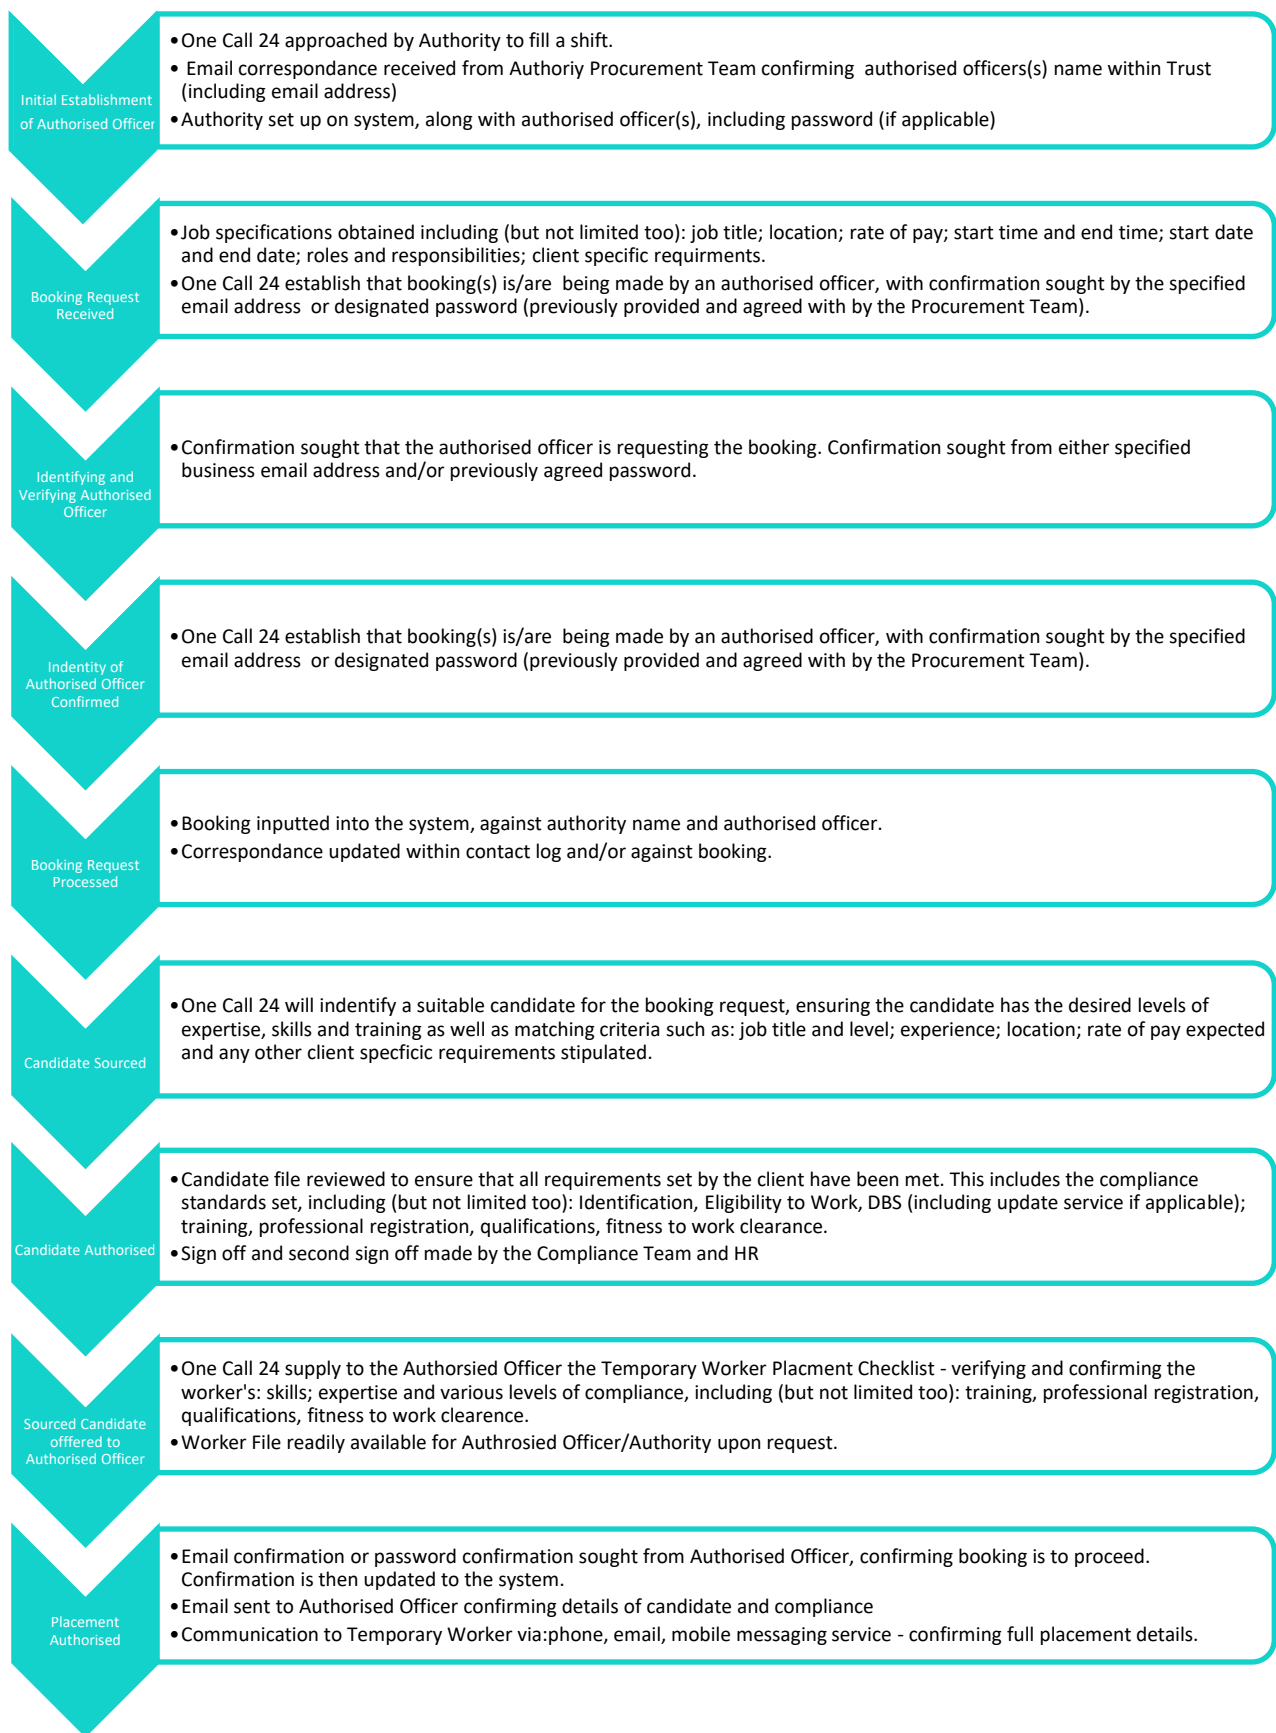 Initial Establishment
of Authorised Officer
•One Call 24 approached by Authority to fill a shift.
• Email correspondance received from Authoriy Procurement Team confirming authorised officers(s) name within Trust
(including email address)
•Authority set up on system, along with authorised officer(s), including password (if applicable)
Booking Request
Received
•Job specifications obtained including (but not limited too): job title; location; rate of pay; start time and end time; start date
and end date; roles and responsibilities; client specific requirments.
•One Call 24 establish that booking(s) is/are being made by an authorised officer, with confirmation sought by the specified
email address or designated password (previously provided and agreed with by the Procurement Team).
Identifying and
Verifying Authorised
Officer
•Confirmation sought that the authorised officer is requesting the booking. Confirmation sought from either specified
business email address and/or previously agreed password.
Indentity of
Authorised Officer
Confirmed
•One Call 24 establish that booking(s) is/are being made by an authorised officer, with confirmation sought by the specified
email address or designated password (previously provided and agreed with by the Procurement Team).
Booking Request
Processed
•Booking inputted into the system, against authority name and authorised officer.
•Correspondance updated within contact log and/or against booking.
Candidate Sourced
•One Call 24 will indentify a suitable candidate for the booking request, ensuring the candidate has the desired levels of
expertise, skills and training as well as matching criteria such as: job title and level; experience; location; rate of pay expected
and any other client specficic requirements stipulated.
Candidate Authorised
•Candidate file reviewed to ensure that all requirements set by the client have been met. This includes the compliance
standards set, including (but not limited too): Identification, Eligibility to Work, DBS (including update service if applicable);
training, professional registration, qualifications, fitness to work clearance.
•Sign off and second sign off made by the Compliance Team and HR
Sourced Candidate
offfered to
Authorised Officer
•One Call 24 supply to the Authorsied Officer the Temporary Worker Placment Checklist - verifying and confirming the
worker's: skills; expertise and various levels of compliance, including (but not limited too): training, professional registration,
qualifications, fitness to work clearence.
•Worker File readily available for Authrosied Officer/Authority upon request.
Placement
Authorised
•Email confirmation or password confirmation sought from Authorised Officer, confirming booking is to proceed.
Confirmation is then updated to the system.
•Email sent to Authorised Officer confirming details of candidate and compliance
•Communication to Temporary Worker via:phone, email, mobile messaging service - confirming full placement details.